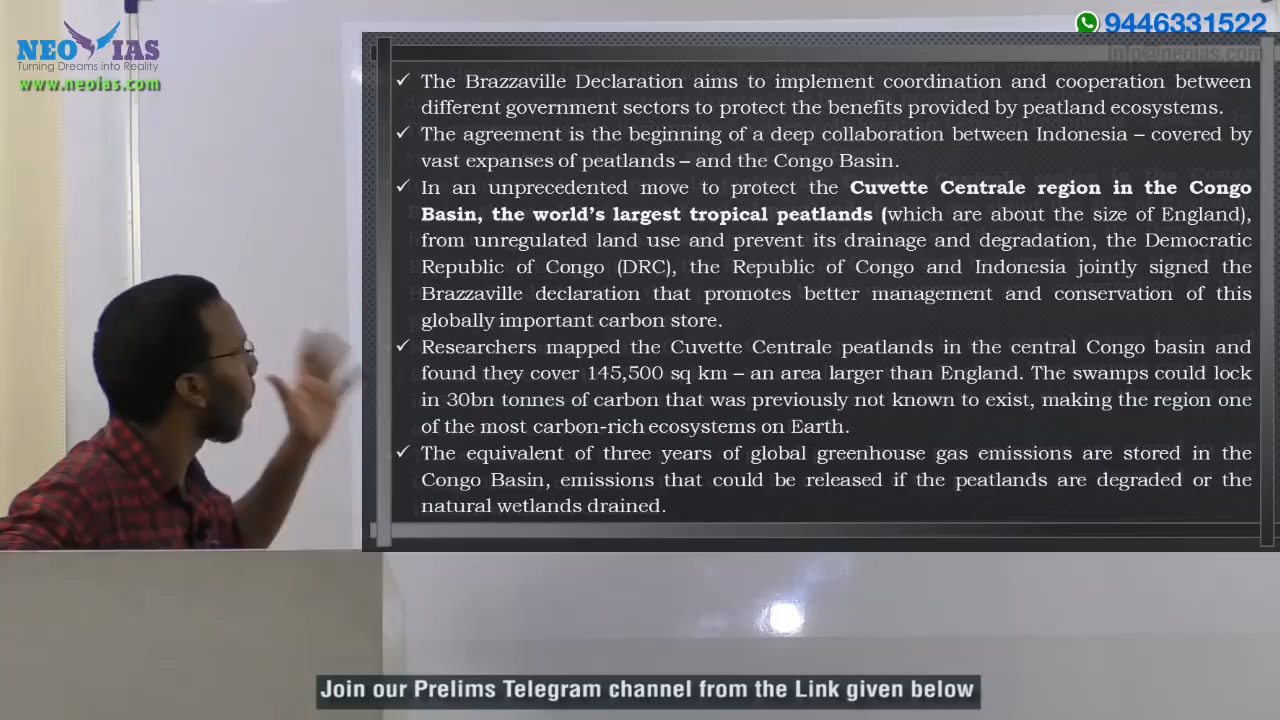 NEO IAS
Turning Dreams into Reality
www.neoias.com
9446331522
info@neoias.com
✓ The Brazzaville Declaration aims to implement coordination and cooperation between
different government sectors to protect the benefits provided by peatland ecosystems.
✓ The agreement is the beginning of a deep collaboration between Indonesia – covered by
vast expanses of peatlands – and the Congo Basin.
✓ In an unprecedented move to protect the Cuvette Centrale region in the Congo
Basin, the world's largest tropical peatlands (which are about the size of England),
from unregulated land use and prevent its drainage and degradation, the Democratic
Republic of Congo (DRC), the Republic of Congo and Indonesia jointly signed the
Brazzaville declaration that promotes better management and conservation of this
globally important carbon store.
✓ Researchers mapped the Cuvette Centrale peatlands in the central Congo basin and
found they cover 145,500 sq km – an area larger than England. The swamps could lock
in 30bn tonnes of carbon that was previously not known to exist, making the region one
of the most carbon-rich ecosystems on Earth.
✓ The equivalent of three years of global greenhouse gas emissions are stored in the
Congo Basin, emissions that could be released if the peatlands are degraded or the
natural wetlands drained.
Join our Prelims Telegram channel from the Link given below